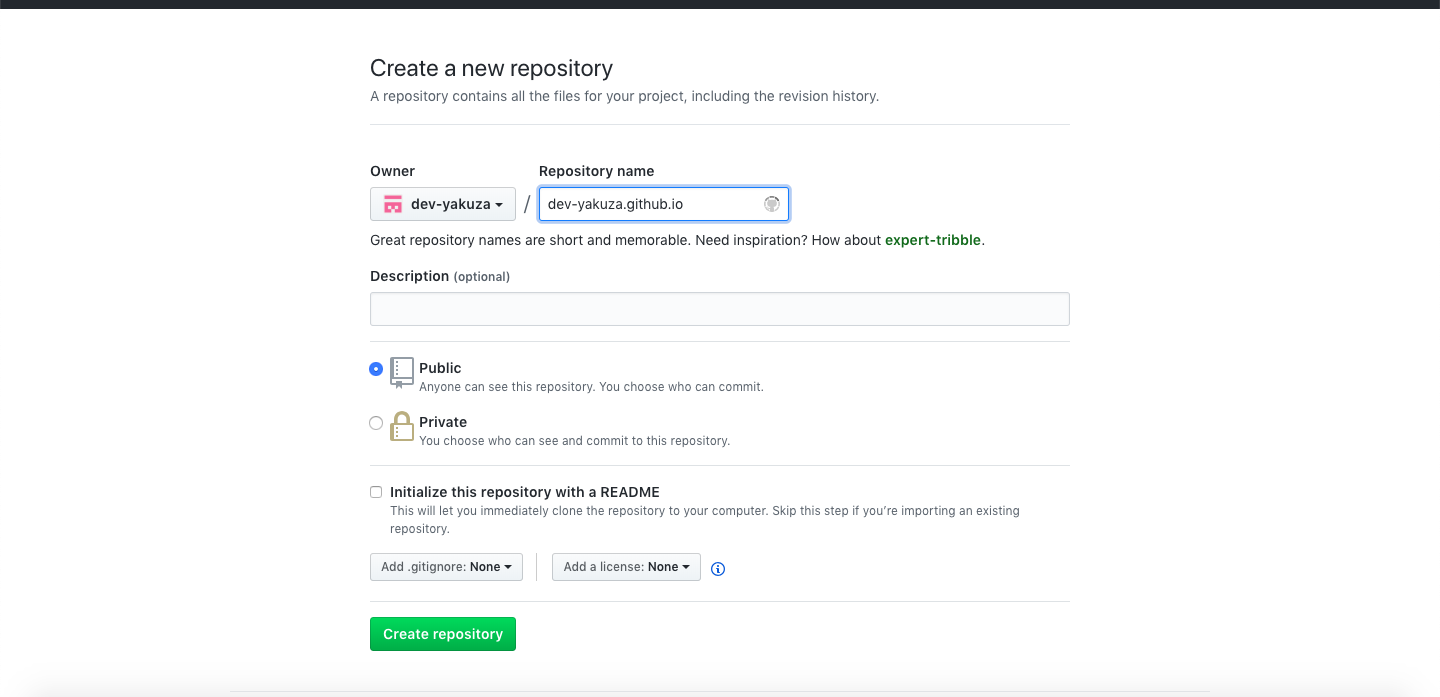 Create a new repository
A repository contains all the files for your project, including the revision history.
Owner
Repository name
dev-yakuza / dev-yakuza.github.io
Great repository names are short and memorable. Need inspiration? How about expert-tribble.
Description (optional)
Public
Anyone can see this repository. You choose who can commit.
Private
You choose who can see and commit to this repository.
Initialize this repository with a README
This will let you immediately clone the repository to your computer. Skip this step if you’re importing an existing
repository.
Add .gitignore: None
Add a license: None
Create repository